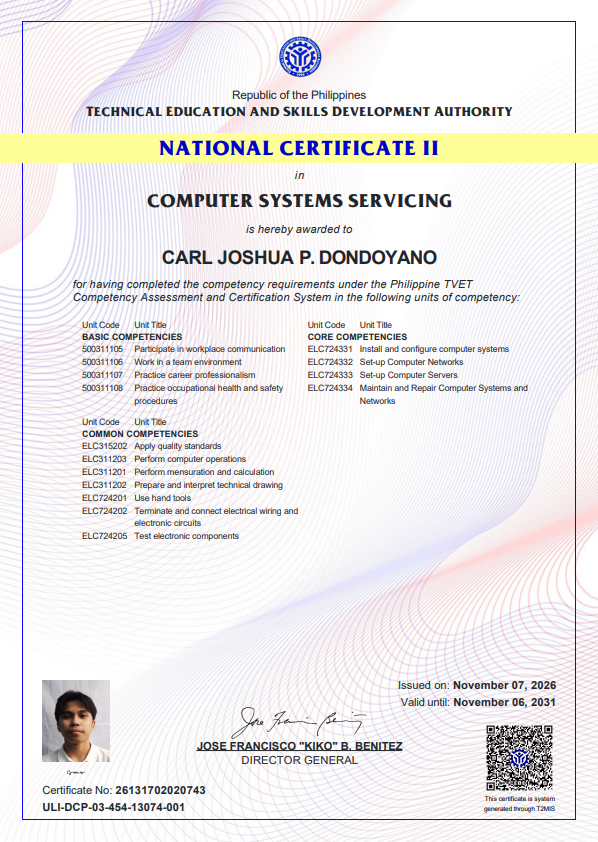 Republic of the Philippines
TECHNICAL EDUCATION AND SKILLS DEVELOPMENT AUTHORITY
NATIONAL CERTIFICATE II
in
COMPUTER SYSTEMS SERVICING
is hereby awarded to
CARL JOSHUA P. DONDOYANO
for having completed the competency requirements under the Philippine TVET
Competency Assessment and Certification System in the following units of competency:
Unit Code Unit Title
BASIC COMPETENCIES
500311105 Participate in workplace communication
500311106 Work in a team environment
500311107 Practice career professionalism
500311108 Practice occupational health and safety
procedures
Unit Code Unit Title
COMMON COMPETENCIES
ELC315202 Apply quality standards
ELC311203 Perform computer operations
ELC311201 Perform mensuration and calculation
ELC311202 Prepare and interpret technical drawing
ELC724201 Use hand tools
ELC724202 Terminate and connect electrical wiring and
electronic circuits
ELC724205 Test electronic components
Unit Code Unit Title
CORE COMPETENCIES
ELC724331 Install and configure computer systems
ELC724332 Set-up Computer Networks
ELC724333 Set-up Computer Servers
ELC724334 Maintain and Repair Computer Systems and
Networks
Issued on: November 07, 2026
Valid until: November 06, 2031
JOSE FRANCISCO "KIKO" B. BENITEZ
DIRECTOR GENERAL
Certificate No: 26131702020743
ULI-DCP-03-454-13074-001
This certificate is system
generated through T2MIS